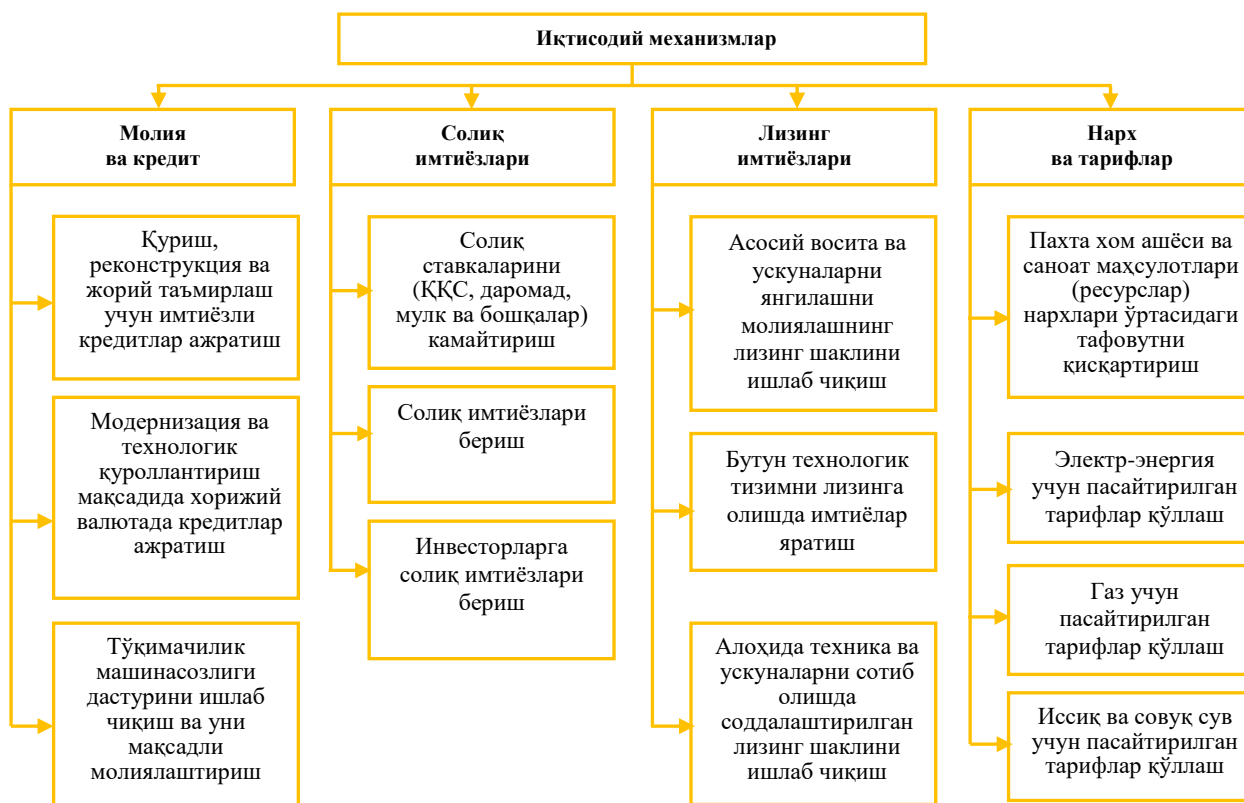 Иқтисодий механизмлар
Молия
ва кредит
Қуриш,
реконструкция ва
жорий таъмирлаш
учун имтиёзли
кредитлар ажратиш
Модернизация ва
технологик
қуроллантириш
мақсадида хорижий
валютада кредитлар
ажратиш
Тўқимачилик
машинасозлиги
дастурини ишлаб
чиқиш ва уни
мақсадли
молиялаштириш
Солиқ
имтиёзлари
Солиқ
ставкаларини
(ҚҚС, даромад,
мулк ва бошқалар)
камайтириш
Солиқ имтиёзлари
бериш
Инвесторларга
солиқ имтиёзлари
бериш
Лизинг
имтиёзлари
Асосий восита ва
ускуналарни
янгилашни
молиялашнинг
лизинг шаклини
ишлаб чиқиш
Бутун технологик
тизимни лизинга
олишда имтиёлар
яратиш
Алоҳида техника ва
ускуналарни сотиб
олишда
соддалаштирилган
лизинг шаклини
ишлаб чиқиш
Нарх
ва тарифлар
Пахта хом ашёси ва
саноат маҳсулотлари
(ресурслар)
нархлари ўртасидаги
тафовутни
қисқартириш
Электр-энергия
учун пасайтирилган
тарифлар қўллаш
Газ учун
пасайтирилган
тарифлар қўллаш
Иссиқ ва совуқ сув
учун пасайтирилган
тарифлар қўллаш